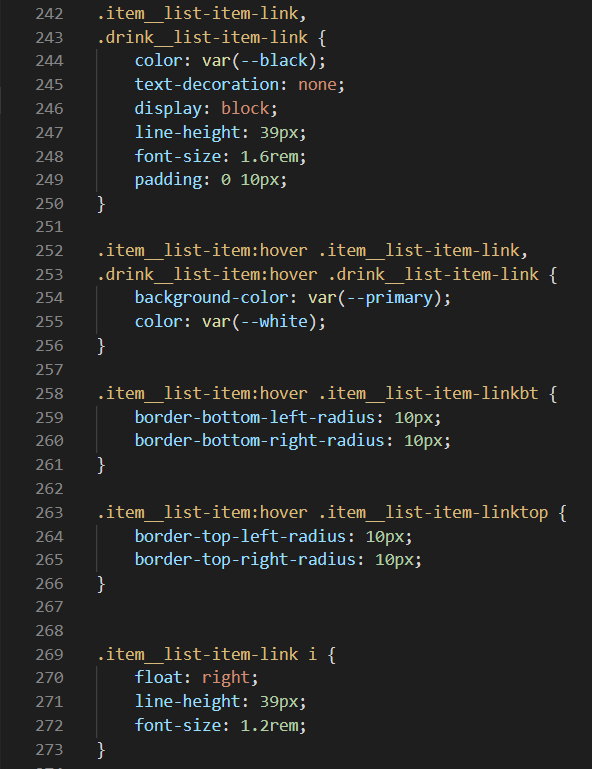 242 .item__list-item-link,
243 .drink__list-item-link {
244     color: var(--black);
245     text-decoration: none;
246     display: block;
247     line-height: 39px;
248     font-size: 1.6rem;
249     padding: 0 10px;
250 }
251
252 .item__list-item:hover .item__list-item-link,
253 .drink__list-item:hover .drink__list-item-link {
254     background-color: var(--primary);
255     color: var(--white);
256 }
257
258 .item__list-item:hover .item__list-item-linkbt {
259     border-bottom-left-radius: 10px;
260     border-bottom-right-radius: 10px;
261 }
262
263 .item__list-item:hover .item__list-item-linktop {
264     border-top-left-radius: 10px;
265     border-top-right-radius: 10px;
266 }
267
268
269 .item__list-item-link i {
270     float: right;
271     line-height: 39px;
272     font-size: 1.2rem;
273 }